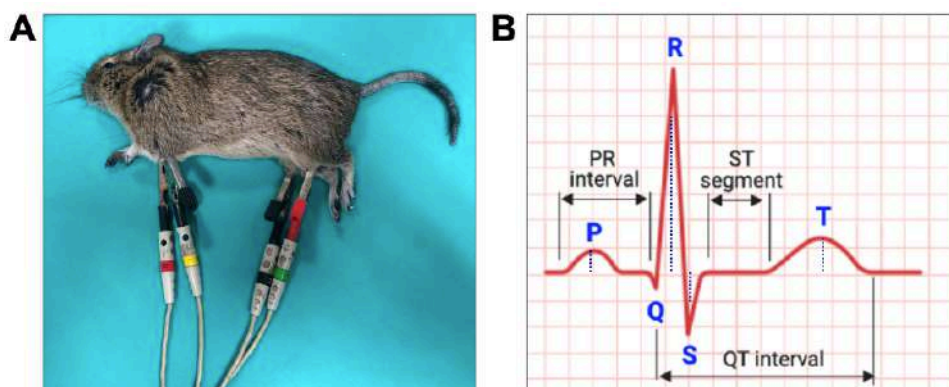 A
B
R
PR
interval
ST
segment
P
T
Q
S
QT interval